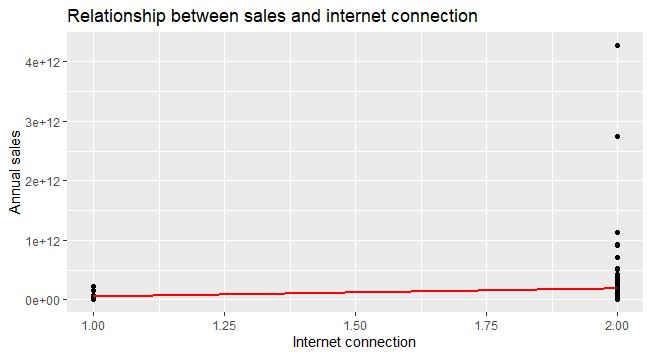 Relationship between sales and internet connection
Annual sales
4e+12
3e+12
2e+12
1e+12
0e+00
1.00 1.25 1.50 1.75 2.00
Internet connection